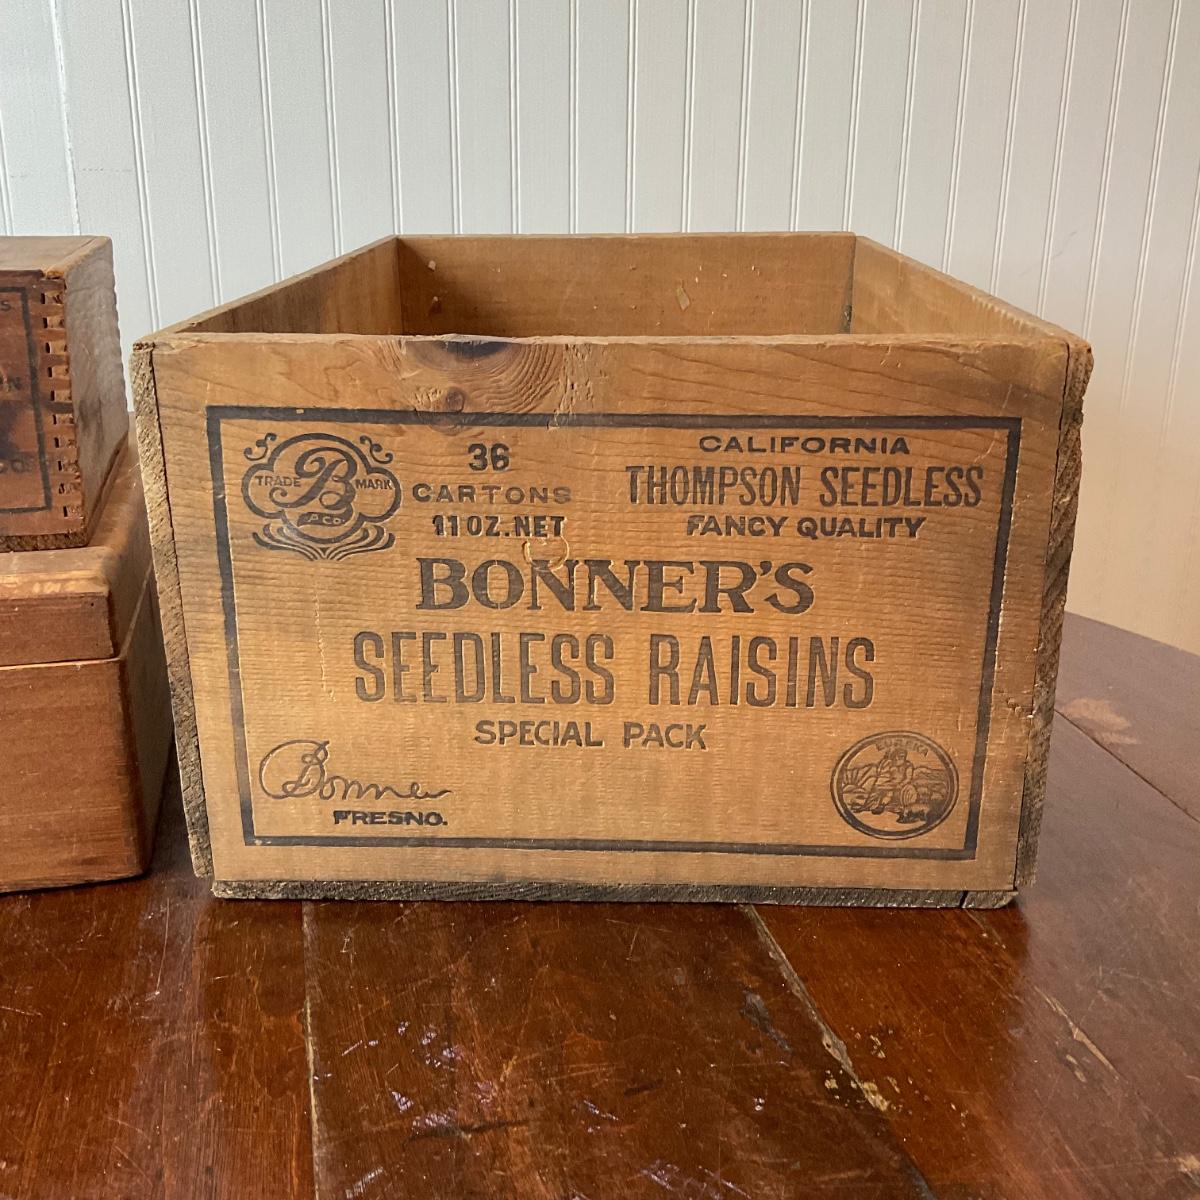 TRADE B MARK
P. CO.
36
CARTONS
11 OZ. NET
CALIFORNIA
THOMPSON SEEDLESS
FANCY QUALITY
BONNER'S
SEEDLESS RAISINS
SPECIAL PACK
Bonner
FRESNO.
EUREKA